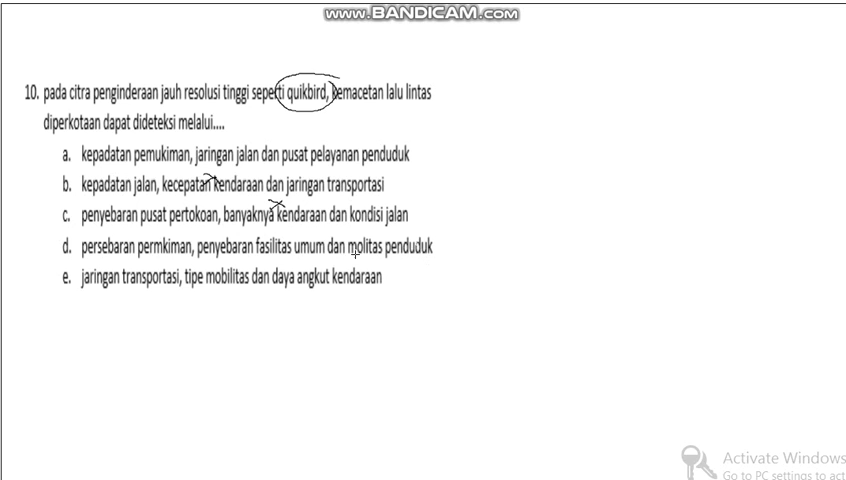 www.BANDICAM.com
10. pada citra penginderaan jauh resolusi tinggi seperti quikbird, kemacetan lalu lintas
diperkotaan dapat dideteksi melalui....
a. kepadatan pemukiman, jaringan jalan dan pusat pelayanan penduduk
b. kepadatan jalan, kecepatan kendaraan dan jaringan transportasi
c. penyebaran pusat pertokoan, banyaknya kendaraan dan kondisi jalan
d. persebaran permkiman, penyebaran fasilitas umum dan molitas penduduk
e. jaringan transportasi, tipe mobilitas dan daya angkut kendaraan
Activate Windows
Go to PC settings to act